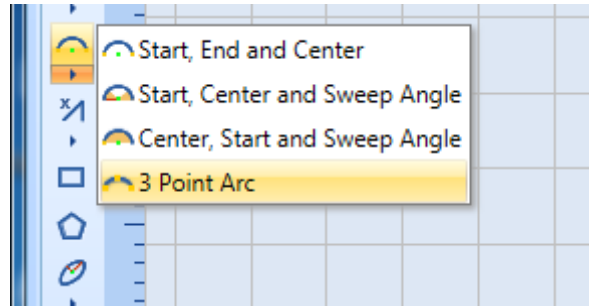 Start, End and Center
Start, Center and Sweep Angle
Center, Start and Sweep Angle
3 Point Arc